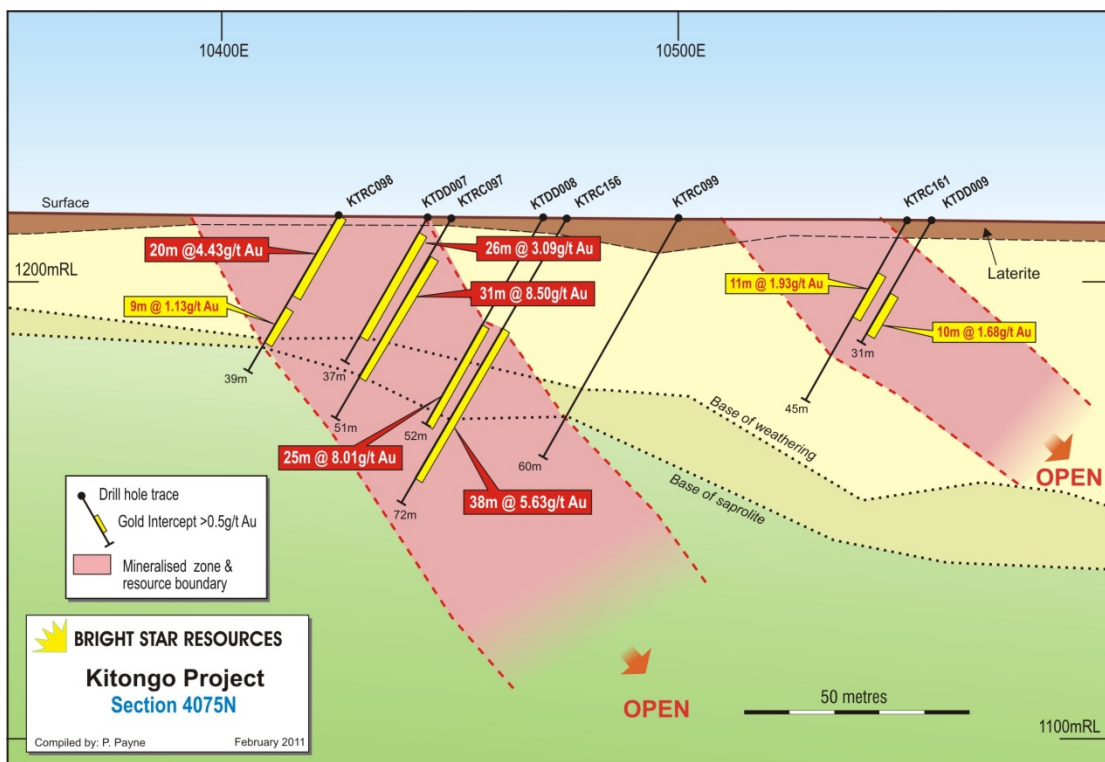 10400E
10500E
KTRC098
KTDD007
KTRC097
KTDD008
KTRC156
KTRC099
KTRC161
KTDD009
Surface
20m @4.43g/t Au
26m @ 3.09g/t Au
Laterite
1200mRL
31m @ 8.50g/t Au
11m @ 1.93g/t Au
9m @ 1.13g/t Au
10m @ 1.68g/t Au
31m
39m
37m
45m
51m
52m
Base of weathering
25m @ 8.01g/t Au
60m
OPEN
Base of saprolite
38m @ 5.63g/t Au
72m
Drill hole trace
Gold Intercept >0.5g/t Au
Mineralised zone &
resource boundary
BRIGHT STAR RESOURCES
Kitongo Project
Section 4075N
Compiled by: P. Payne
February 2011
OPEN
50 metres
1100mRL